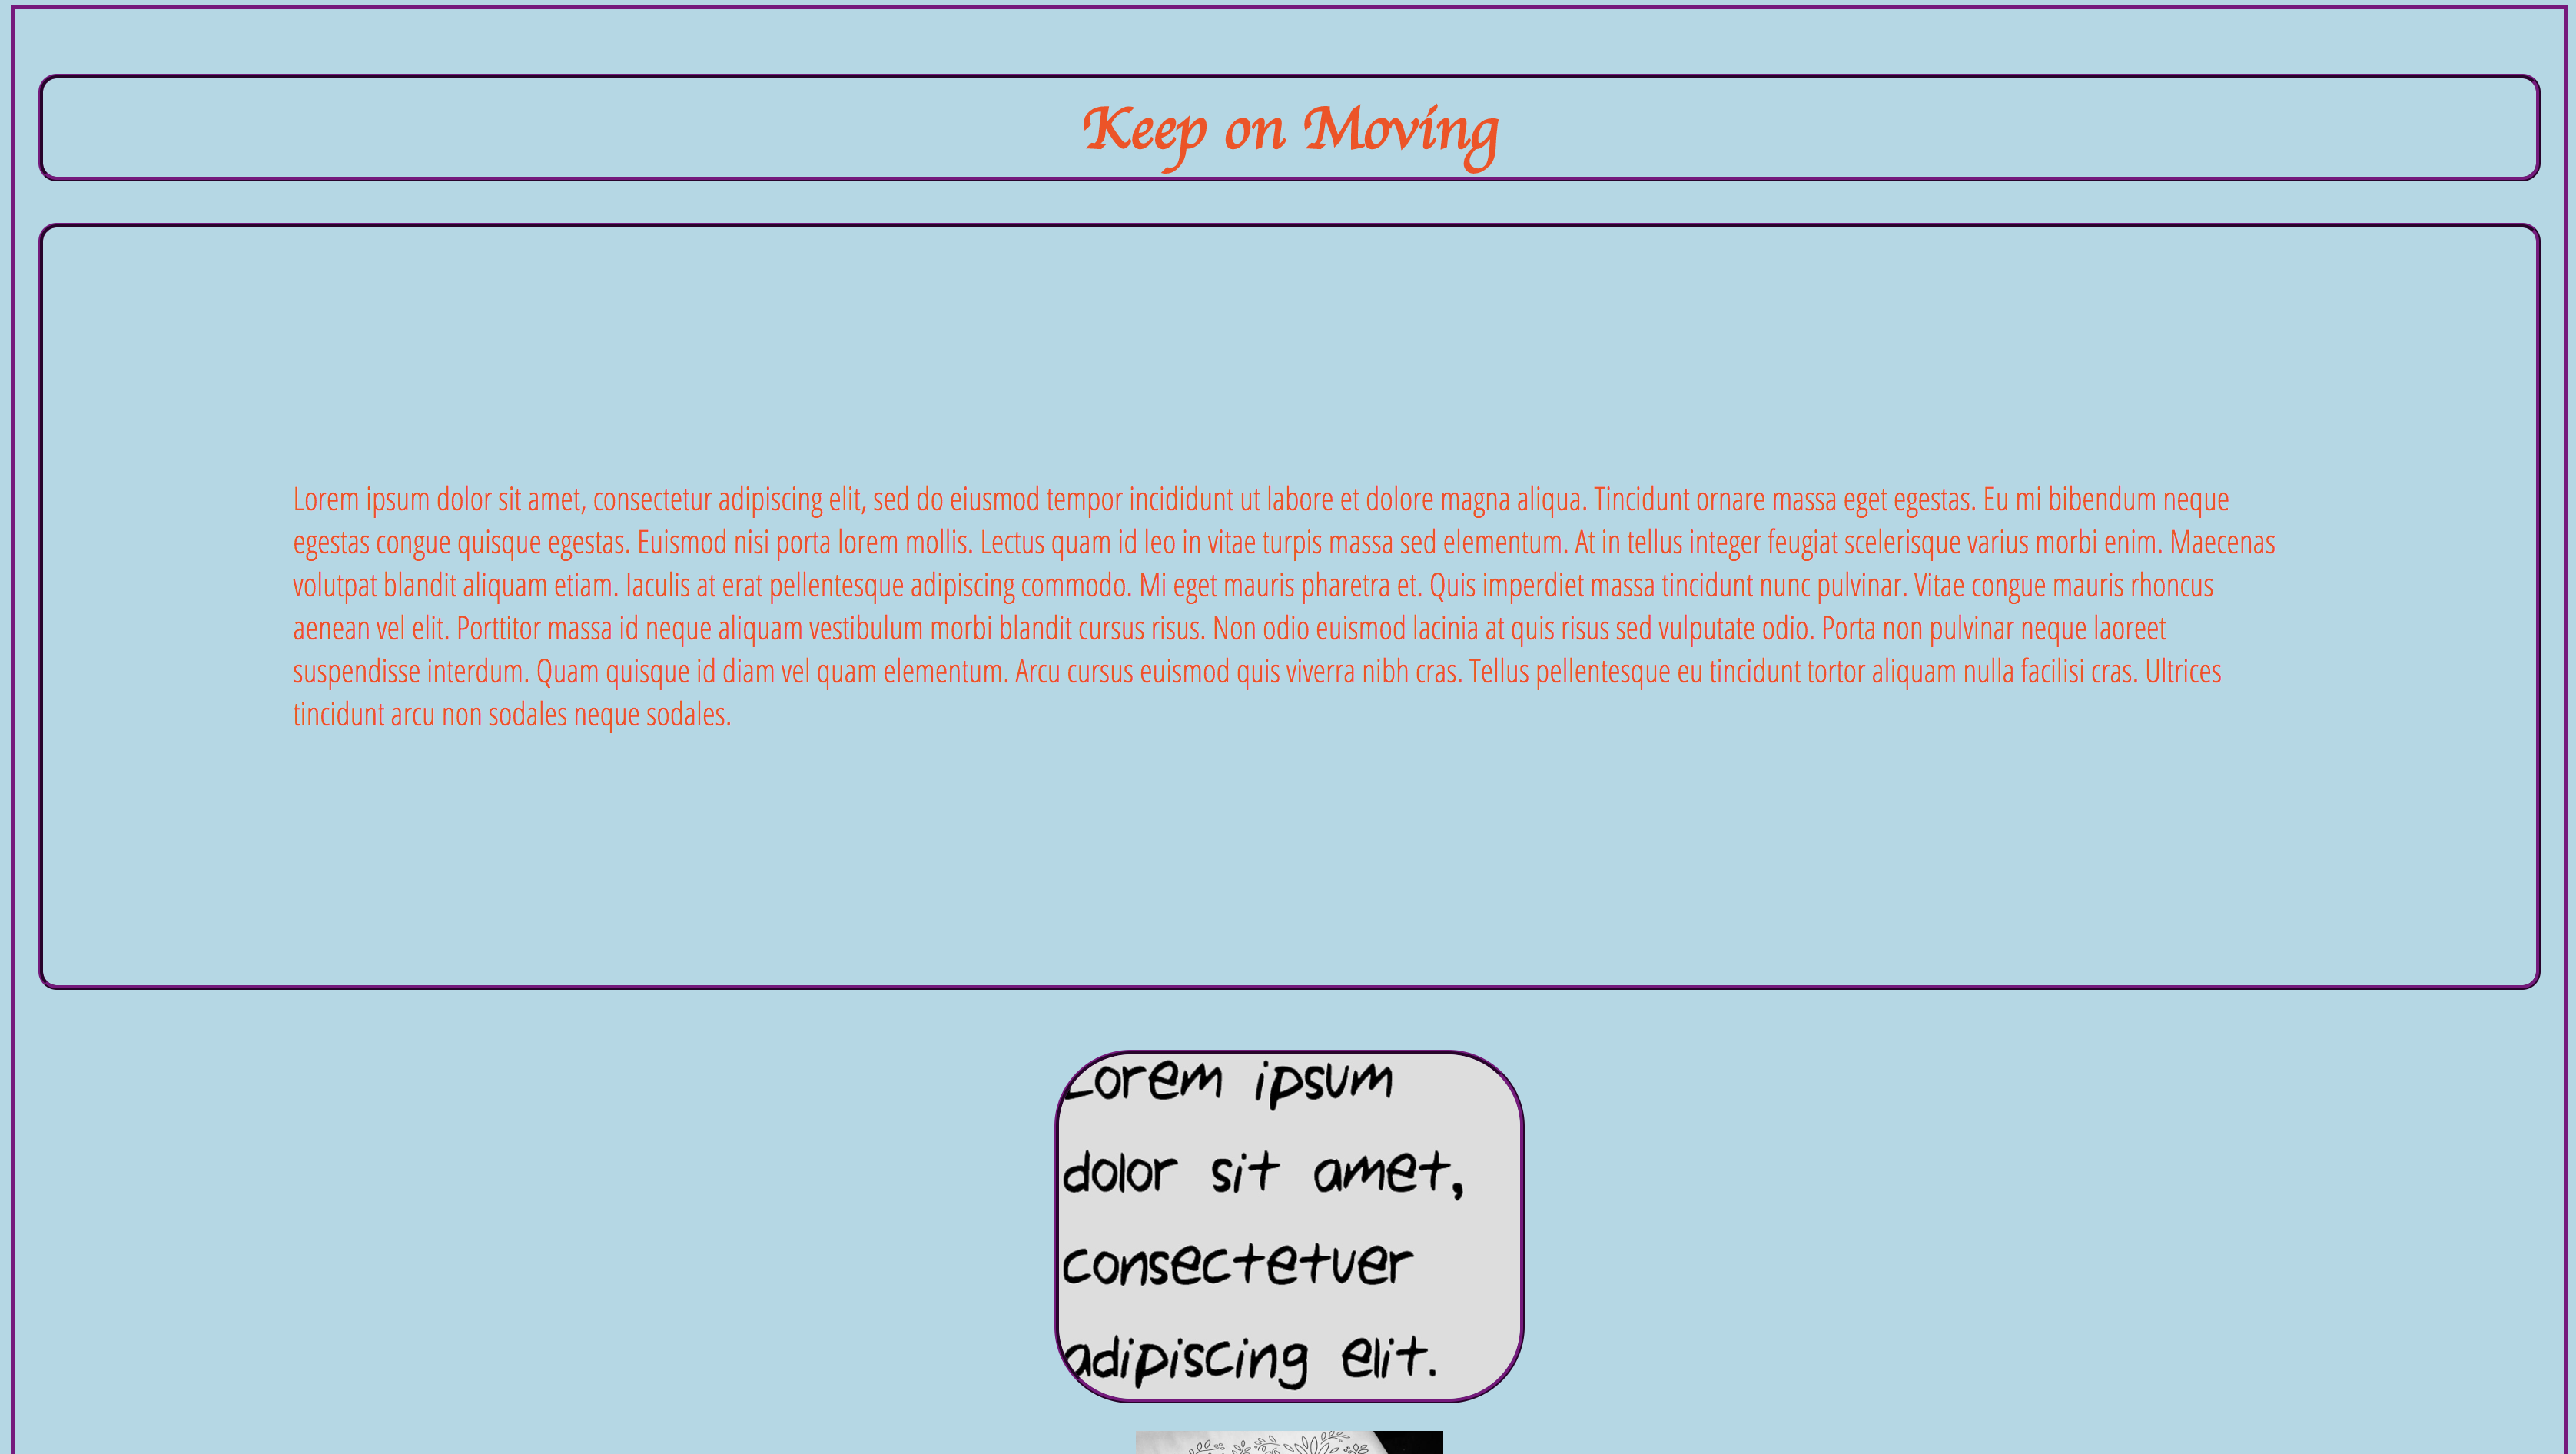 Keep on Moving
Lorem ipsum dolor sit amet, consectetur adipiscing elit, sed do eiusmod tempor incididunt ut labore et dolore magna aliqua. Tincidunt ornare massa eget egestas. Eu mi bibendum neque
egestas congue quisque egestas. Euismod nisi porta lorem mollis. Lectus quam id leo in vitae turpis massa sed elementum. At in tellus integer feugiat scelerisque varius morbi enim. Maecenas
volutpat blandit aliquam etiam. Iaculis at erat pellentesque adipiscing commodo. Mi eget mauris pharetra et. Quis imperdiet massa tincidunt nunc pulvinar. Vitae congue mauris rhoncus
aenean vel elit. Porttitor massa id neque aliquam vestibulum morbi blandit cursus risus. Non odio euismod lacinia at quis risus sed vulputate odio. Porta non pulvinar neque laoreet
suspendisse interdum. Quam quisque id diam vel quam elementum. Arcu cursus euismod quis viverra nibh cras. Tellus pellentesque eu tincidunt tortor aliquam nulla facilisi cras. Ultrices
tincidunt arcu non sodales neque sodales.
Lorem ipsum
dolor sit amet,
consectetuer
adipiscing elit.